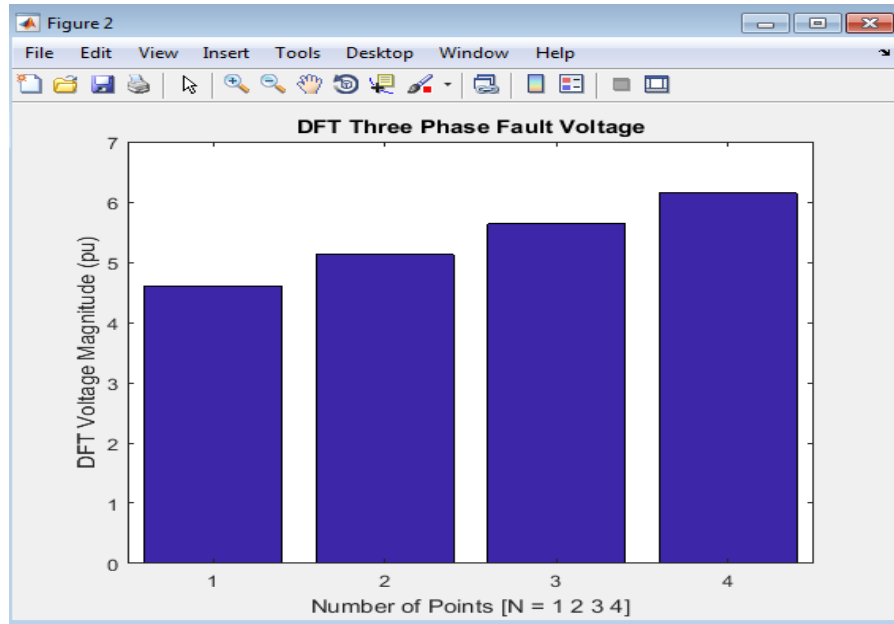 Figure 2
File Edit View Insert Tools Desktop Window Help
DFT Three Phase Fault Voltage
DFT Voltage Magnitude (pu)
7
6
5
4
3
2
1
0
1 2 3 4
Number of Points [N = 1 2 3 4]